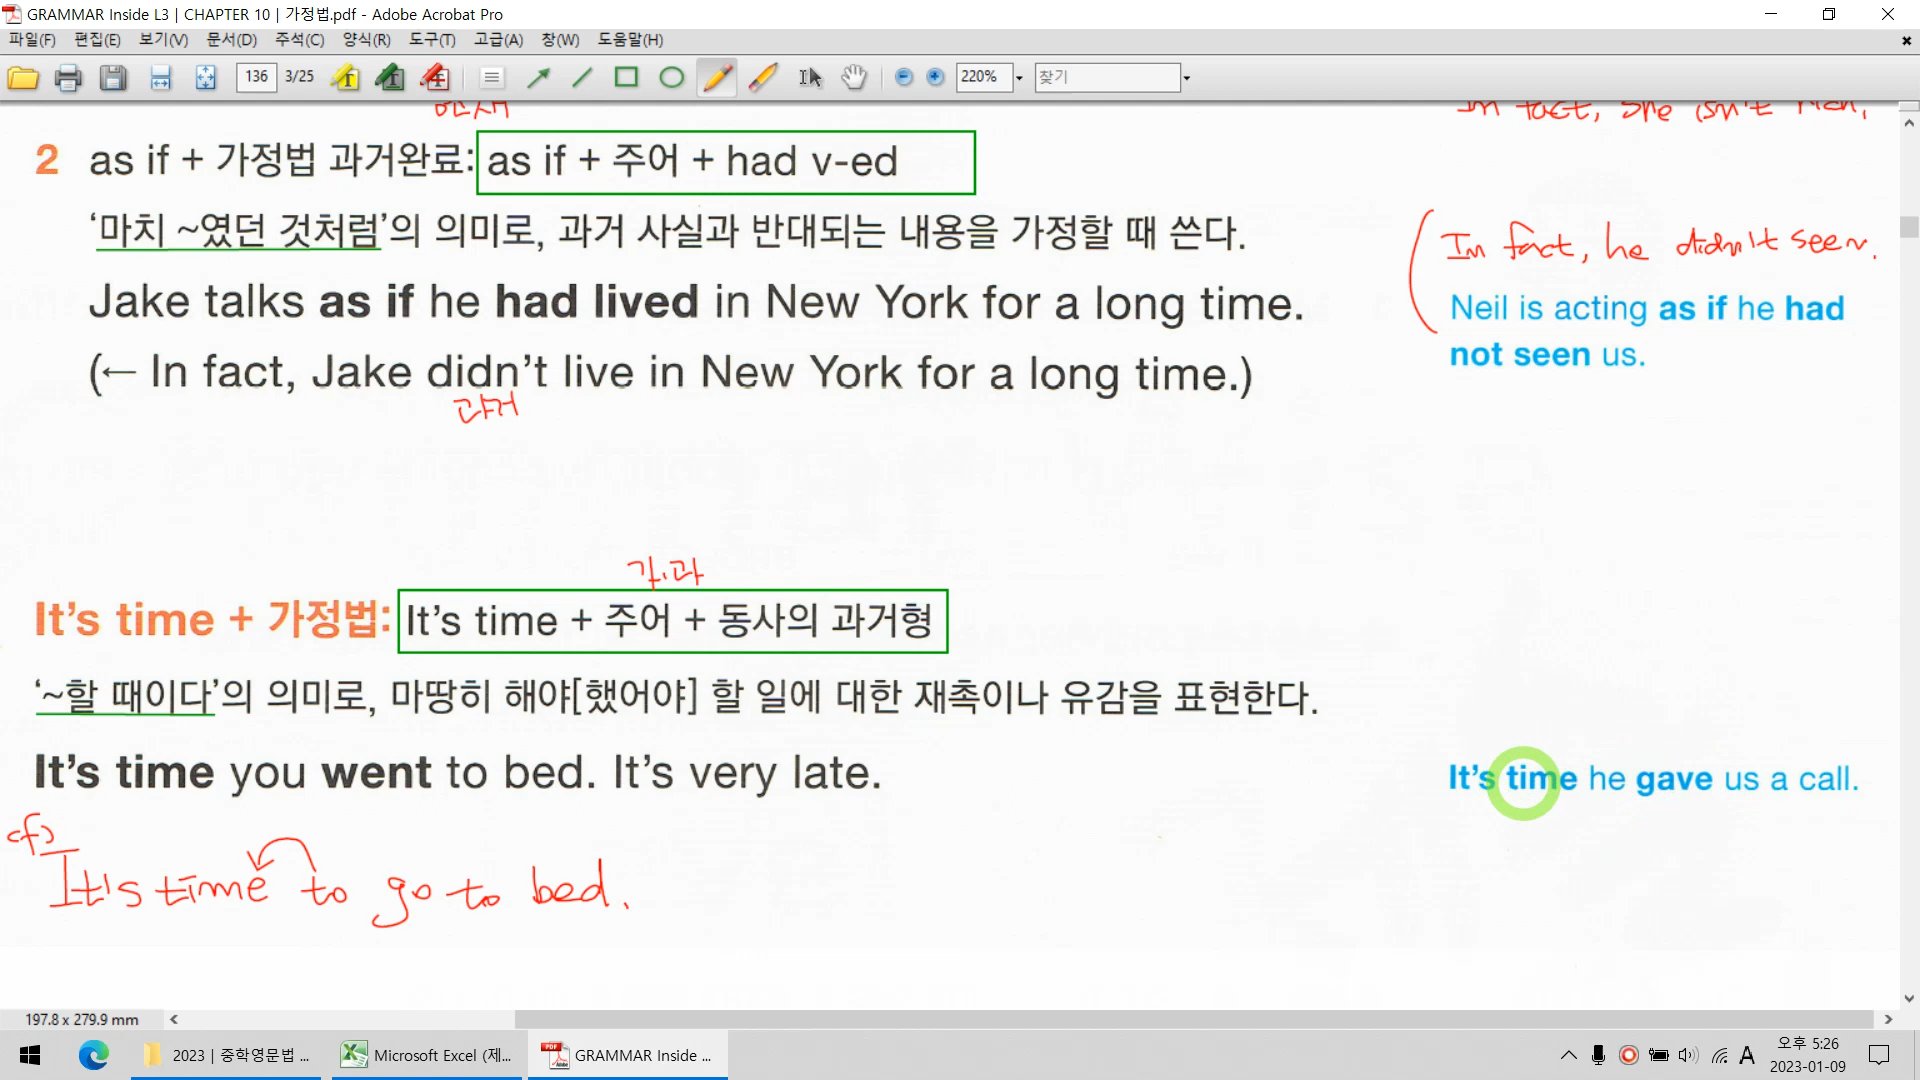 GRAMMAR Inside L3 | CHAPTER 10 | 가정법.pdf - Adobe Acrobat Pro
파일(F) 편집(E) 보기(V) 문서(D) 주석(C) 양식(R) 도구(T) 고급(A) 창(W) 도움말(H)
136 3/25 220% 찾기
In fact, she isn't rich,
2 as if + 가정법 과거완료: as if + 주어 + had v-ed
‘마치 ~였던 것처럼’의 의미로, 과거 사실과 반대되는 내용을 가정할 때 쓴다.
In fact, he didn't seen.
Jake talks as if he had lived in New York for a long time.
Neil is acting as if he had
not seen us.
(← In fact, Jake didn’t live in New York for a long time.)
과거
가.과
It’s time + 가정법: It’s time + 주어 + 동사의 과거형
‘~할 때이다’의 의미로, 마땅히 해야[했어야] 할 일에 대한 재촉이나 유감을 표현한다.
It’s time you went to bed. It’s very late.
It’s time he gave us a call.
cf)
It's time to go to bed.
197.8 x 279.9 mm
2023 | 중학영문법 ...
Microsoft Excel (제...
GRAMMAR Inside ...
A
오후 5:26
2023-01-09